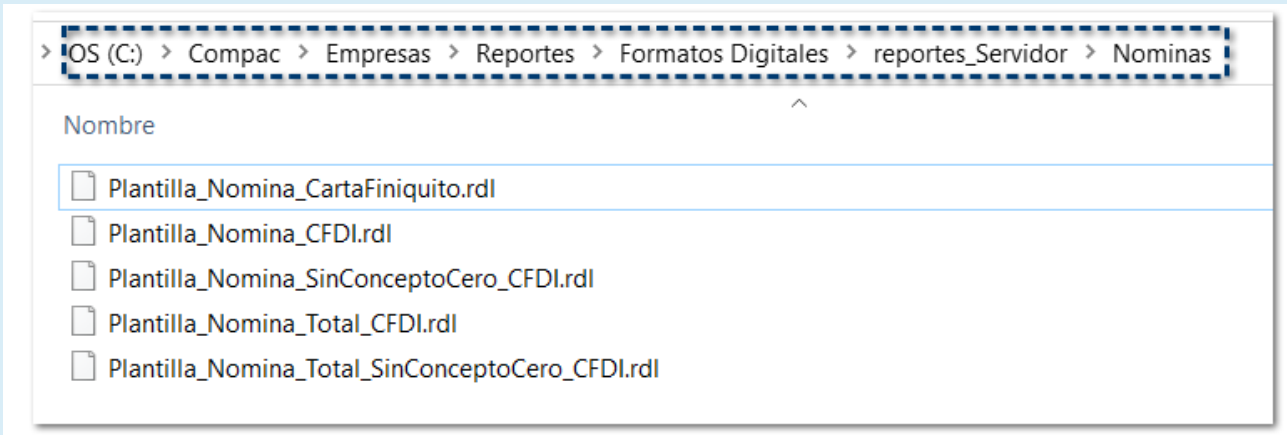 > OS (C:) > Compac > Empresas > Reportes > Formatos Digitales > reportes_Servidor > Nominas
Nombre
Plantilla_Nomina_CartaFiniquito.rdl
Plantilla_Nomina_CFDI.rdl
Plantilla_Nomina_SinConceptoCero_CFDI.rdl
Plantilla_Nomina_Total_CFDI.rdl
Plantilla_Nomina_Total_SinConceptoCero_CFDI.rdl